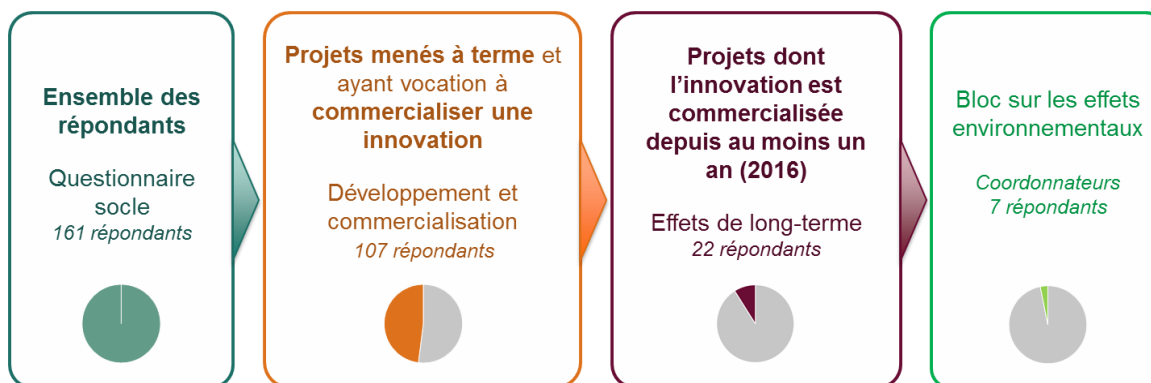 Ensemble des
répondants
Questionnaire
socle
161 répondants
Projets menés à terme et
ayant vocation à
commercialiser une
innovation
Développement et
commercialisation
107 répondants
Projets dont
l'innovation est
commercialisée
depuis au moins un
an (2016)
Effets de long-terme
22 répondants
Bloc sur les effets
environnementaux
Coordonnateurs
7 répondants